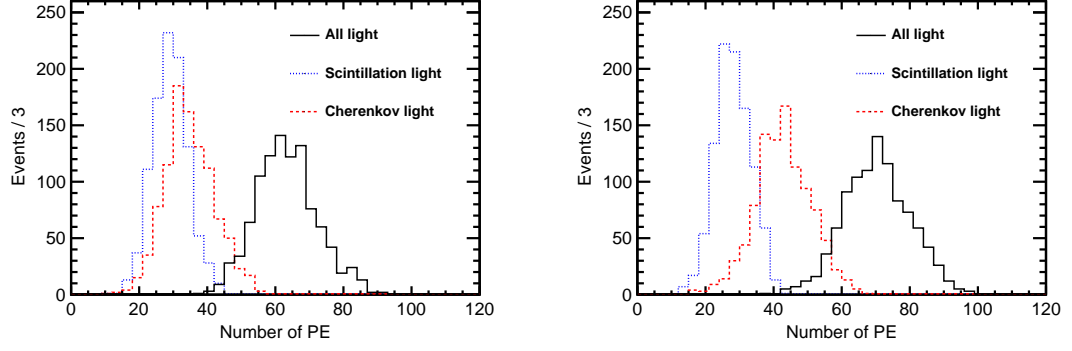 250
200
150
100
50
0
Events / 3
All light
Scintillation light
Cherenkov light
0 20 40 60 80 100 120
Number of PE
250
200
150
100
50
0
Events / 3
All light
Scintillation light
Cherenkov light
0 20 40 60 80 100 120
Number of PE